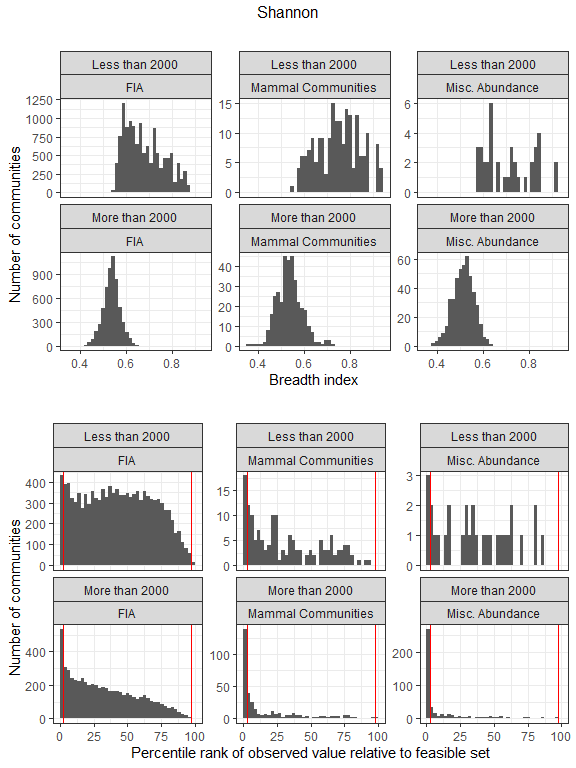 Shannon
Less than 2000 Less than 2000 Less than 2000
FIA Mammal Communities Misc. Abundance
1250 1000 750 500 250 0
15 10 5 0
6 4 2 0
More than 2000 More than 2000 More than 2000
FIA Mammal Communities Misc. Abundance
900 600 300 0
40 30 20 10 0
60 40 20 0
0.4 0.6 0.8 0.4 0.6 0.8 0.4 0.6 0.8
Number of communities
Breadth index
Less than 2000 Less than 2000 Less than 2000
FIA Mammal Communities Misc. Abundance
400 300 200 100 0
15 10 5 0
3 2 1 0
More than 2000 More than 2000 More than 2000
FIA Mammal Communities Misc. Abundance
400 200 0
100 50 0
200 100 0
0 25 50 75 100 0 25 50 75 100 0 25 50 75 100
Number of communities
Percentile rank of observed value relative to feasible set